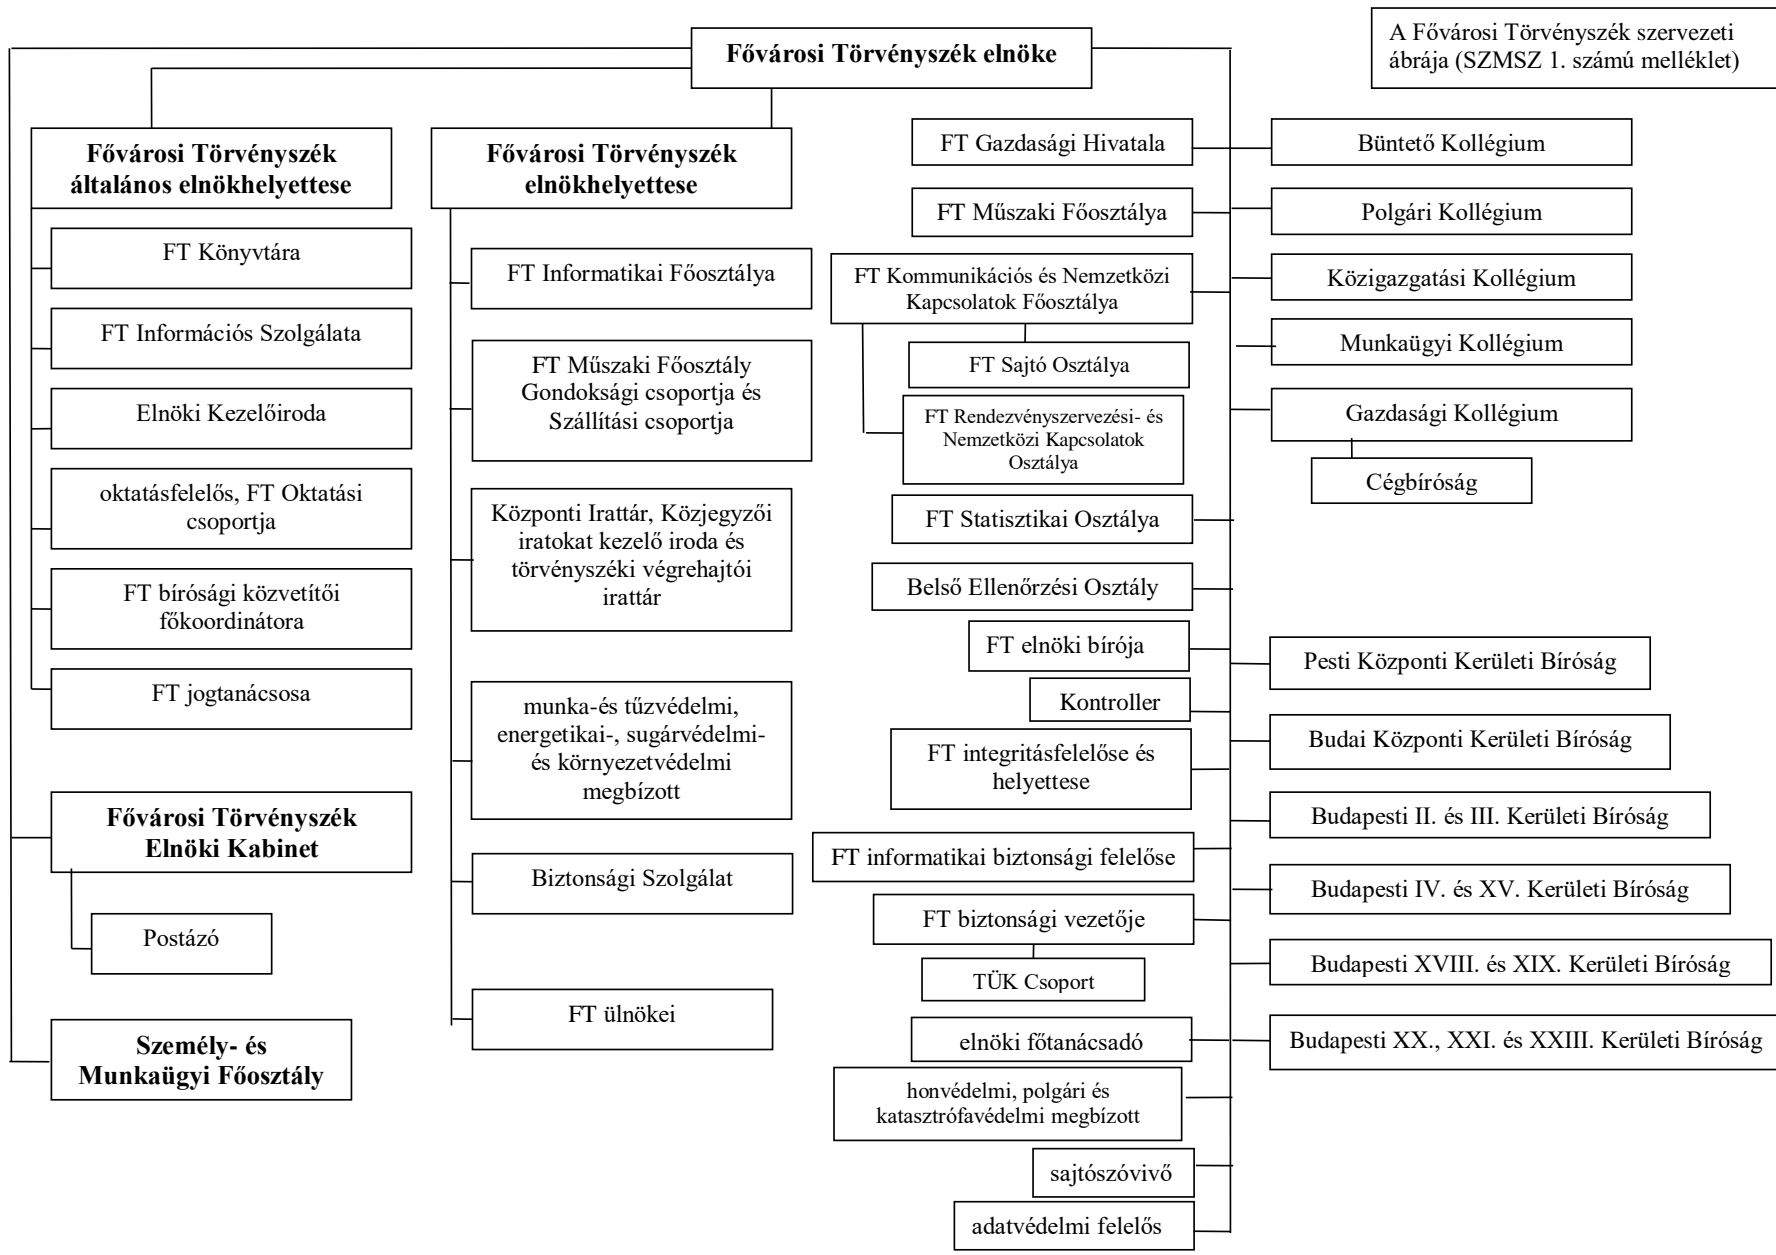 Fővárosi Törvényszék elnöke
A Fővárosi Törvényszék szervezeti
ábrája (SZMSZ 1. számú melléklet)
Fővárosi Törvényszék
általános elnökhelyettese
FT Könyvtára
FT Információs Szolgálata
Elnöki Kezelőiroda
oktatásfelelős, FT Oktatási
csoportja
FT bírósági közvetítői
főkoordinátora
FT jogtanácsosa
Fővárosi Törvényszék
Elnöki Kabinet
Postázó
Személy- és
Munkaügyi Főosztály
Fővárosi Törvényszék
elnökhelyettese
FT Informatikai Főosztálya
FT Műszaki Főosztály
Gondoksági csoportja és
Szállítási csoportja
Központi Irattár, Közjegyzői
iratokat kezelő iroda és
törvényszéki végrehajtói
irattár
munka-és tűzvédelmi,
energetikai-, sugárvédelmi-
és környezetvédelmi
megbízott
Biztonsági Szolgálat
FT ülnökei
FT Gazdasági Hivatala
FT Műszaki Főosztálya
FT Kommunikációs és Nemzetközi
Kapcsolatok Főosztálya
FT Sajtó Osztálya
FT Rendezvényszervezési- és
Nemzetközi Kapcsolatok
Osztálya
FT Statisztikai Osztálya
Belső Ellenőrzési Osztály
FT elnöki bírója
Kontroller
FT integritásfelelőse és
helyettese
FT informatikai biztonsági felelőse
FT biztonsági vezetője
TÜK Csoport
elnöki főtanácsadó
honvédelmi, polgári és
katasztrófavédelmi megbízott
sajtószóvivő
adatvédelmi felelős
Büntető Kollégium
Polgári Kollégium
Közigazgatási Kollégium
Munkaügyi Kollégium
Gazdasági Kollégium
Cégbíróság
Pesti Központi Kerületi Bíróság
Budai Központi Kerületi Bíróság
Budapesti II. és III. Kerületi Bíróság
Budapesti IV. és XV. Kerületi Bíróság
Budapesti XVIII. és XIX. Kerületi Bíróság
Budapesti XX., XXI. és XXIII. Kerületi Bíróság